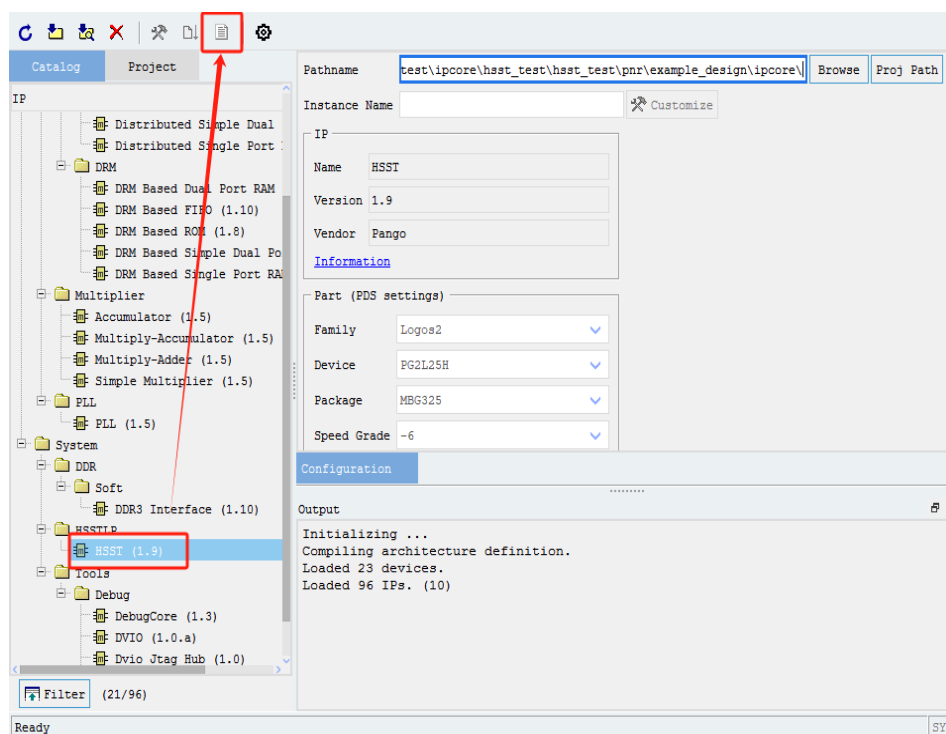 Catalog
Project
IP
Distributed Simple Dual
Distributed Single Port
DRM
DRM Based Dual Port RAM
DRM Based FIFO (1.10)
DRM Based ROM (1.8)
DRM Based Simple Dual Po
DRM Based Single Port RA
Multiplier
Accumulator (1.5)
Multiply-Accumulator (1.5)
Multiply-Adder (1.5)
Simple Multiplier (1.5)
PLL
PLL (1.5)
System
DDR
Soft
DDR3 Interface (1.10)
HSSTLP
HSST (1.9)
Tools
Debug
DebugCore (1.3)
DVIO (1.0.a)
Dvio Jtag Hub (1.0)
Filter (21/96)
Pathname test\ipcore\hsst_test\hsst_test\pnr\example_design\ipcore\ Browse Proj Path
Instance Name Customize
IP
Name HSST
Version 1.9
Vendor Pango
Information
Part (PDS settings)
Family Logos2
Device PG2L25H
Package MBG325
Speed Grade -6
Configuration
Output
Initializing ...
Compiling architecture definition.
Loaded 23 devices.
Loaded 96 IPs. (10)
Ready
SY